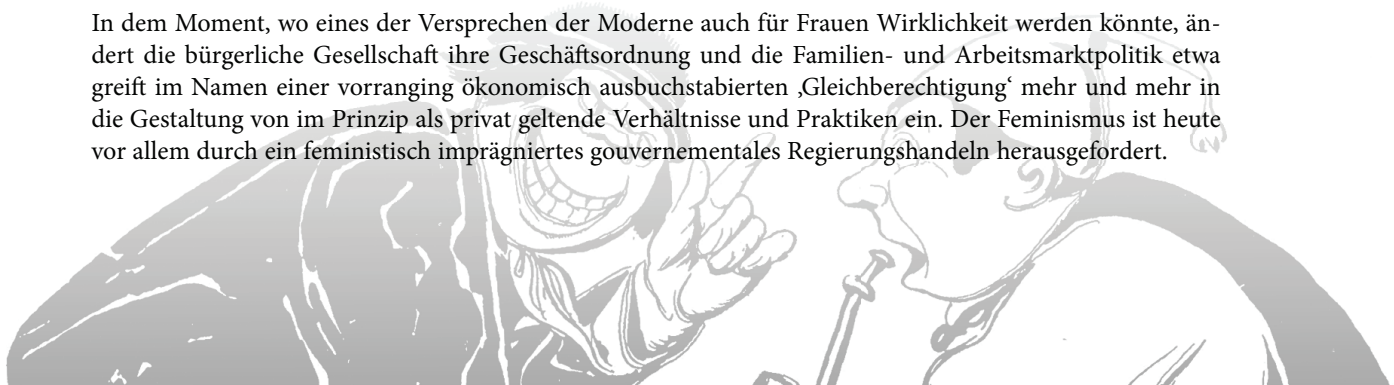 In dem Moment, wo eines der Versprechen der Moderne auch für Frauen Wirklichkeit werden könnte, än-
dert die bürgerliche Gesellschaft ihre Geschäftsordnung und die Familien- und Arbeitsmarktpolitik etwa
greift im Namen einer vorranging ökonomisch ausbuchstabierten ‚Gleichberechtigung‘ mehr und mehr in
die Gestaltung von im Prinzip als privat geltende Verhältnisse und Praktiken ein. Der Feminismus ist heute
vor allem durch ein feministisch imprägniertes gouvernementales Regierungshandeln herausgefordert.